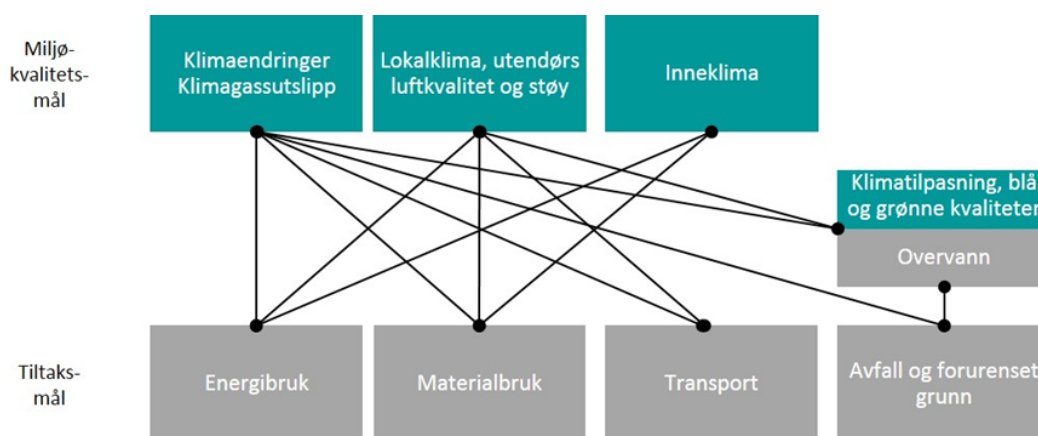 Miljø-
kvalitets-
mål
Klimaendringer
Klimagassutslipp
Lokalklima, utendørs
luftkvalitet og støy
Inneklima
Klimatilpasning, blå
og grønne kvaliteter
Overvann
Tiltaks-
mål
Energibruk
Materialbruk
Transport
Avfall og forurenset
grunn